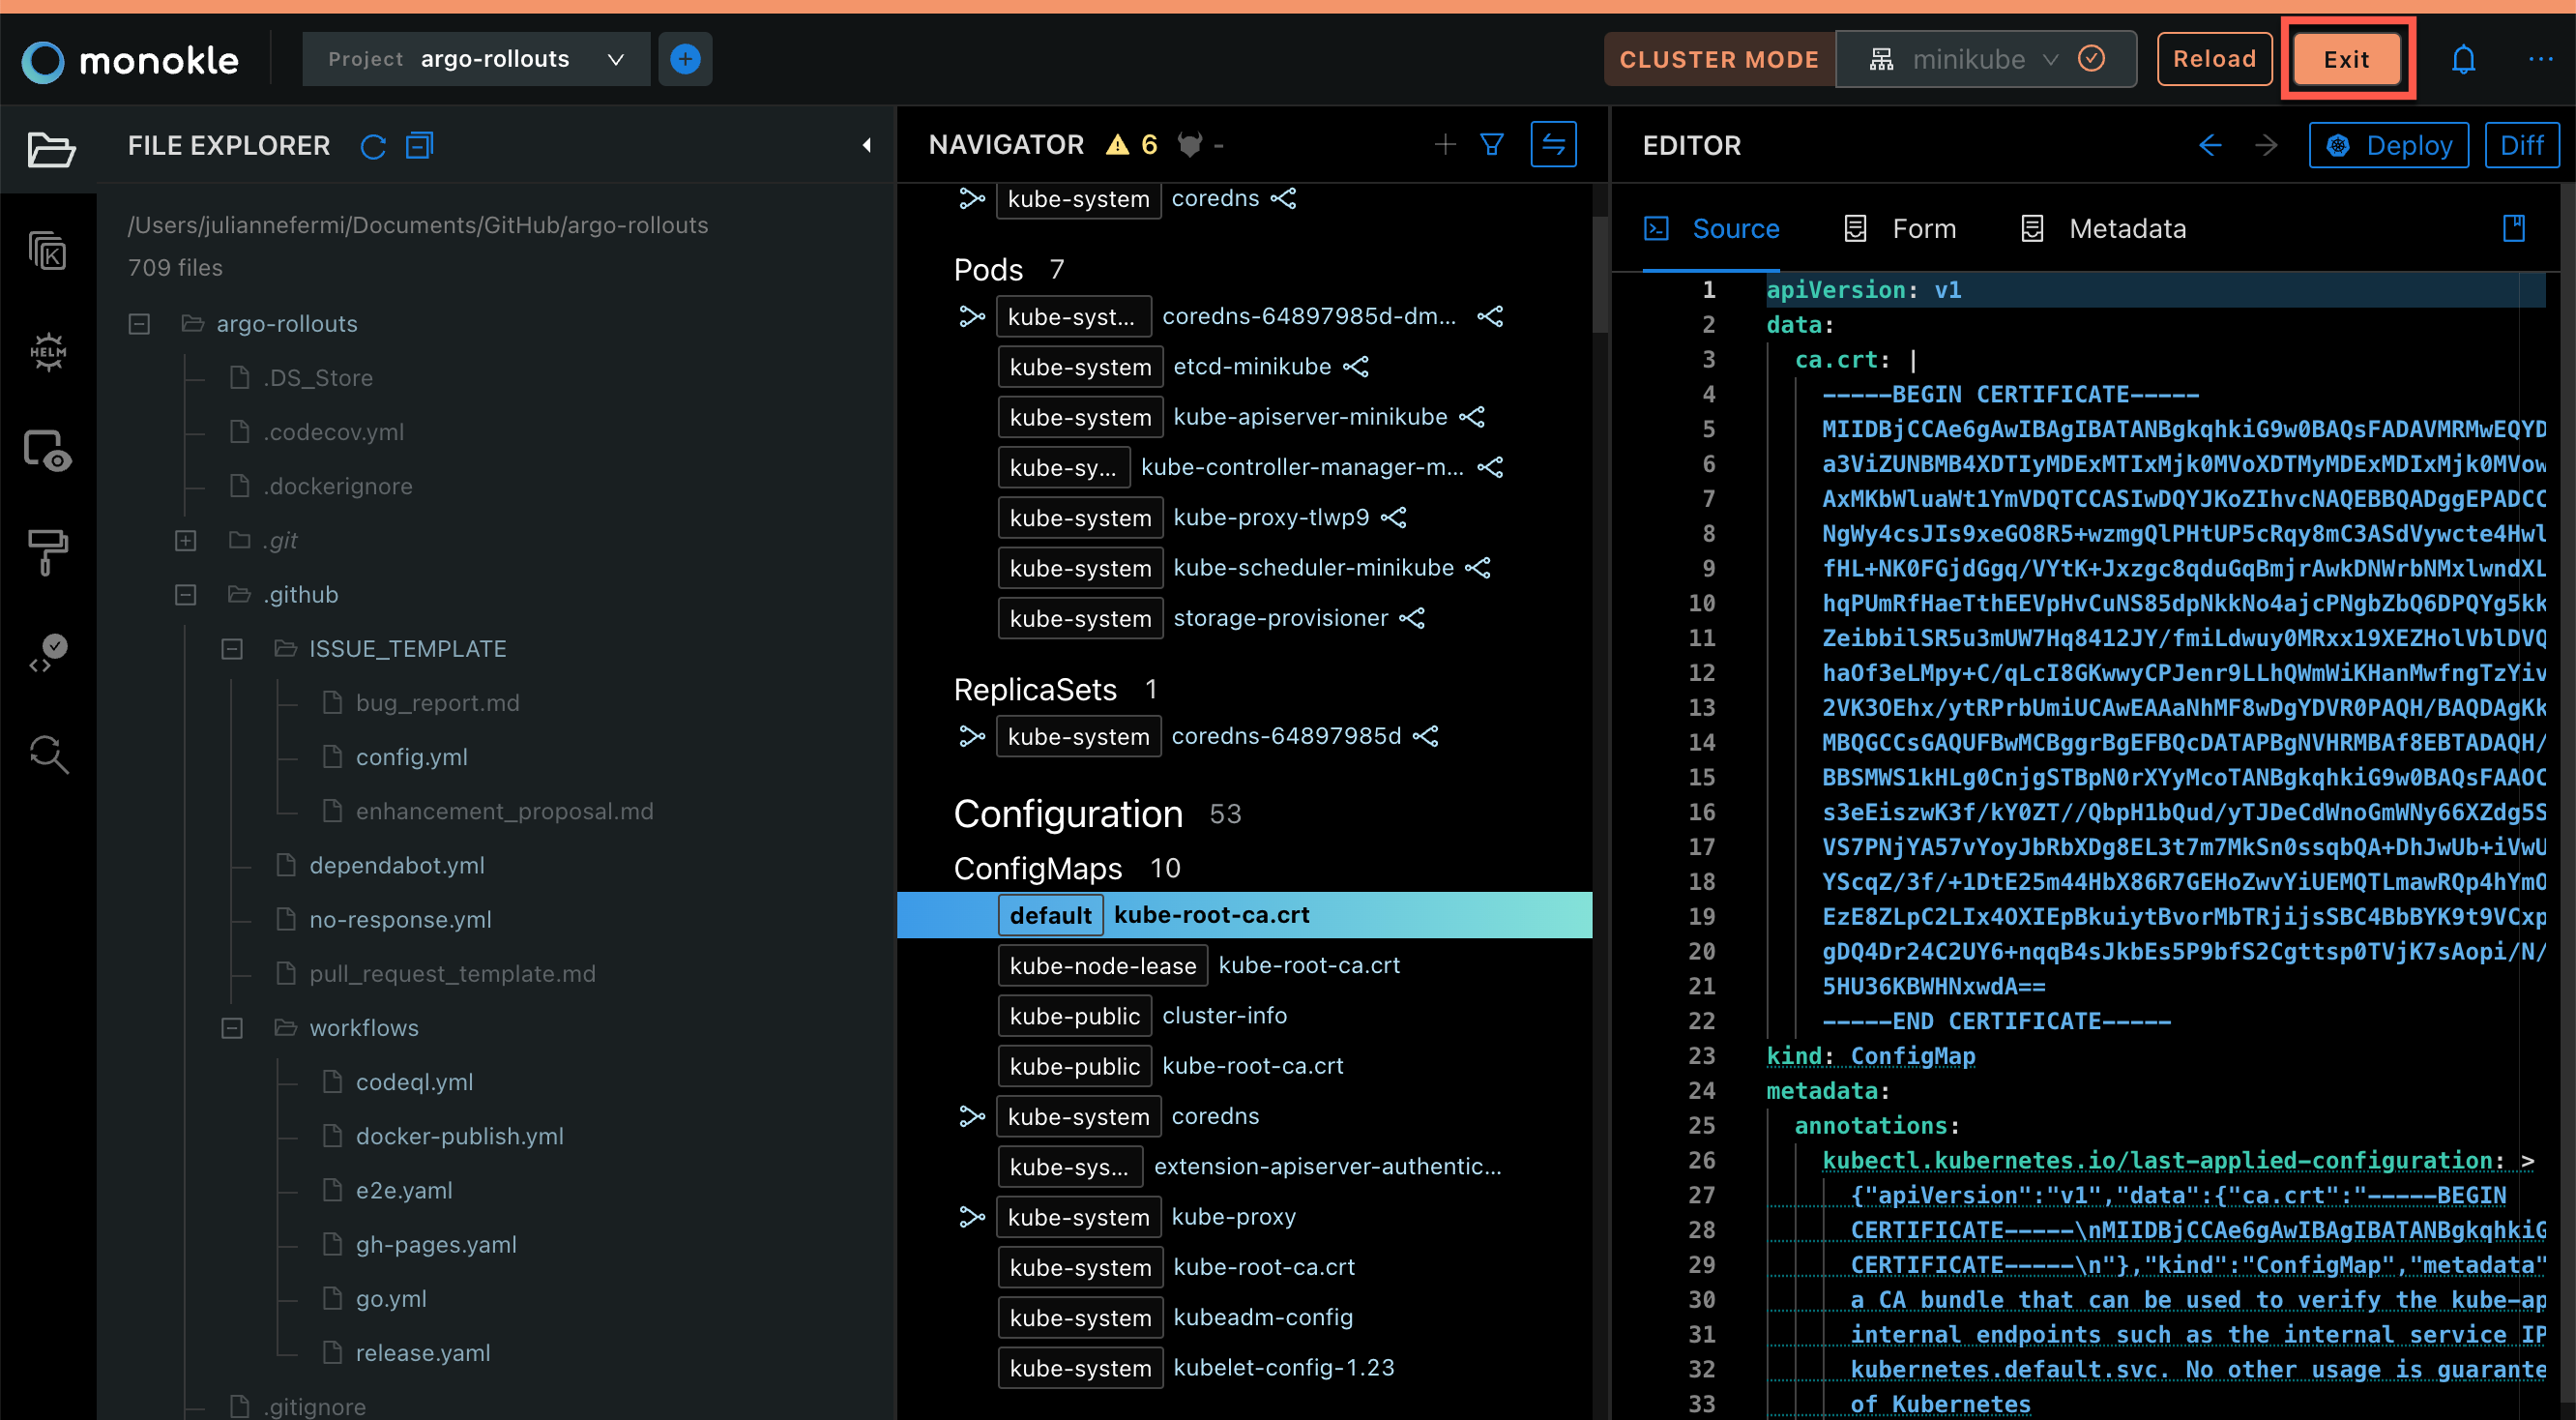 monokle
Project argo-rollouts
CLUSTER MODE
minikube
Reload
Exit
FILE EXPLORER
/Users/juliannefermi/Documents/GitHub/argo-rollouts
709 files
argo-rollouts
.DS_Store
.codecov.yml
.dockerignore
.git
.github
ISSUE_TEMPLATE
bug_report.md
config.yml
enhancement_proposal.md
dependabot.yml
no-response.yml
pull_request_template.md
workflows
codeql.yml
docker-publish.yml
e2e.yaml
gh-pages.yaml
go.yml
release.yaml
.gitignore
K
HELM
NAVIGATOR 6 -
kube-system coredns
Pods 7
kube-syst... coredns-64897985d-dm...
kube-system etcd-minikube
kube-system kube-apiserver-minikube
kube-sy... kube-controller-manager-m...
kube-system kube-proxy-tlwp9
kube-system kube-scheduler-minikube
kube-system storage-provisioner
ReplicaSets 1
kube-system coredns-64897985d
Configuration 53
ConfigMaps 10
default kube-root-ca.crt
kube-node-lease kube-root-ca.crt
kube-public cluster-info
kube-public kube-root-ca.crt
kube-system coredns
kube-sys... extension-apiserver-authentic...
kube-system kube-proxy
kube-system kube-root-ca.crt
kube-system kubeadm-config
kube-system kubelet-config-1.23
EDITOR
Deploy
Diff
Source
Form
Metadata
1 apiVersion: v1
2 data:
3 ca.crt: |
4 -----BEGIN CERTIFICATE-----
5 MIIDBjCCAe6gAwIBAgIBATANBgkqhkiG9w0BAQsFADAVMRMwEQYD
6 a3ViZUNBMB4XDTIyMDExMTIxMjk0MVoXDTMyMDExMDIxMjk0MVow
7 AxMKbWluaWt1YmVDQTCCASIwDQYJKoZIhvcNAQEBBQADggEPADCC
8 NgWy4csJIs9xeGO8R5+wzmgQlPHtUP5cRqy8mC3ASdVywcte4Hwl
9 fHL+NK0FGjdGgq/VYtK+Jxzgc8qduGqBmjrAwkDNWrbNMxlwndXL
10 hqPUmRfHaeTthEEVpHvCuNS85dpNkkNo4ajcPNgbZbQ6DPQYg5kk
11 ZeibbilSR5u3mUW7Hq8412JY/fmiLdwuy0MRxx19XEZHolVblDVQ
12 haOf3eLMpy+C/qLcI8GKwwyCPJenr9LLhQWmWiKHanMwfngTzYiv
13 2VK3OEhx/ytRPrbUmiUCAwEAAaNhMF8wDgYDVR0PAQH/BAQDAgKk
14 MBQGCCsGAQUFBwMCBggrBgEFBQcDATAPBgNVHRMBAf8EBTADAQH/
15 BBSMWS1kHLg0CnjgSTBpN0rXYyMcoTANBgkqhkiG9w0BAQsFAAOC
16 s3eEiszwK3f/kY0ZT//QbpH1bQud/yTJDeCdWnoGmWNy66XZdg5S
17 VS7PNjYA57vYoyJbRbXDg8EL3t7m7MkSn0ssqbQA+DhJwUb+iVwU
18 YScqZ/3f/+1DtE25m44HbX86R7GEHoZwvYiUEMQTLmawRQp4hYmO
19 EzE8ZLpC2LIx4OXIEpBkuiytBvorMbTRjijsSBC4BbBYK9t9VCxp
20 gDQ4Dr24C2UY6+nqqB4sJkbEs5P9bfS2Cgttsp0TVjK7sAopi/N/
21 5HU36KBWHNxwdA==
22 -----END CERTIFICATE-----
23 kind: ConfigMap
24 metadata:
25 annotations:
26 kubectl.kubernetes.io/last-applied-configuration: >
27 {"apiVersion":"v1","data":{"ca.crt":"-----BEGIN
28 CERTIFICATE-----\nMIIDBjCCAe6gAwIBAgIBATANBgkqhkiG
29 CERTIFICATE-----\n"},"kind":"ConfigMap","metadata"
30 a CA bundle that can be used to verify the kube-ap
31 internal endpoints such as the internal service IP
32 kubernetes.default.svc. No other usage is guarante
33 of Kubernetes